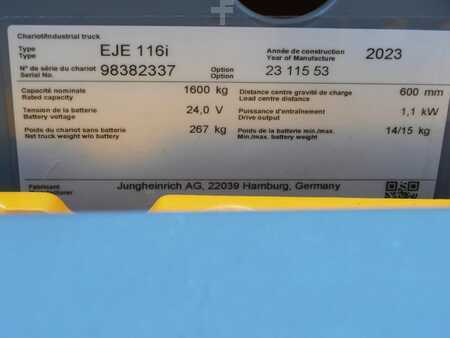 Chariot/Industrial truck
Type EJE 116i Année de construction 2023
Type Year of Manufacture
N° de série du chariot 98382337 Option 23 115 53
Serial No. Option
Capacité nominale 1600 kg Distance centre gravité de charge 600 mm
Rated capacity Load centre distance
Tension de la batterie 24,0 V Puissance d'entraînement 1,1 kW
Battery voltage Drive output
Poids du chariot sans batterie 267 kg Poids de la batterie min./max. 14/15 kg
Net truck weight w/o battery Min./max. battery weight
Fabricant Jungheinrich AG, 22039 Hamburg, Germany
Manufacturer